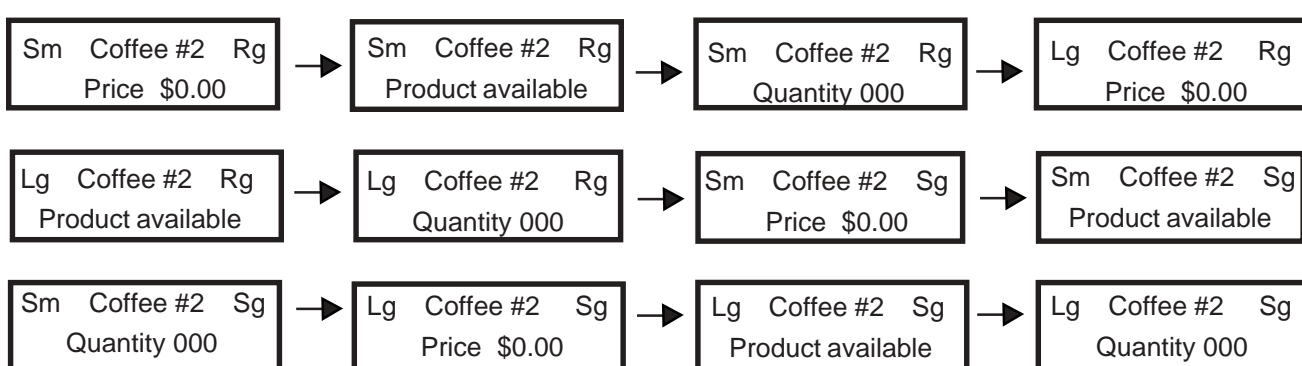 Sm Coffee #2 Rg
Price $0.00
Sm Coffee #2 Rg
Product available
Sm Coffee #2 Rg
Quantity 000
Lg Coffee #2 Rg
Price $0.00
Lg Coffee #2 Rg
Product available
Lg Coffee #2 Rg
Quantity 000
Sm Coffee #2 Sg
Price $0.00
Sm Coffee #2 Sg
Product available
Sm Coffee #2 Sg
Quantity 000
Lg Coffee #2 Sg
Price $0.00
Lg Coffee #2 Sg
Product available
Lg Coffee #2 Sg
Quantity 000